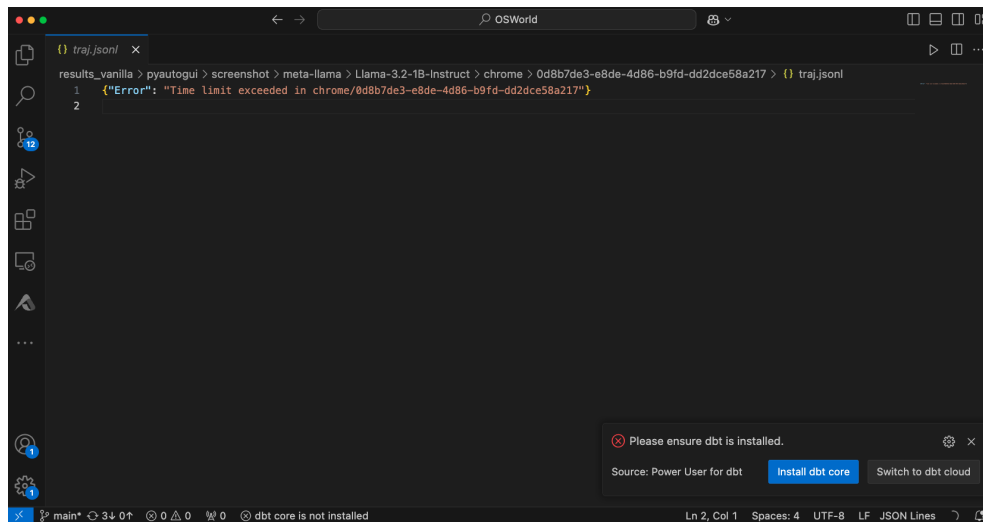 OSWorld
traj.jsonl
results_vanilla > pyautogui > screenshot > meta-llama > Llama-3.2-1B-Instruct > chrome > 0d8b7de3-e8de-4d86-b9fd-dd2dce58a217 > {} traj.jsonl
1 {"Error": "Time limit exceeded in chrome/0d8b7de3-e8de-4d86-b9fd-dd2dce58a217"}
2
12
1
1
Please ensure dbt is installed.
Source: Power User for dbt
Install dbt core
Switch to dbt cloud
main* 3↓ 0↑ 0 0 0 dbt core is not installed Ln 2, Col 1 Spaces: 4 UTF-8 LF JSON Lines